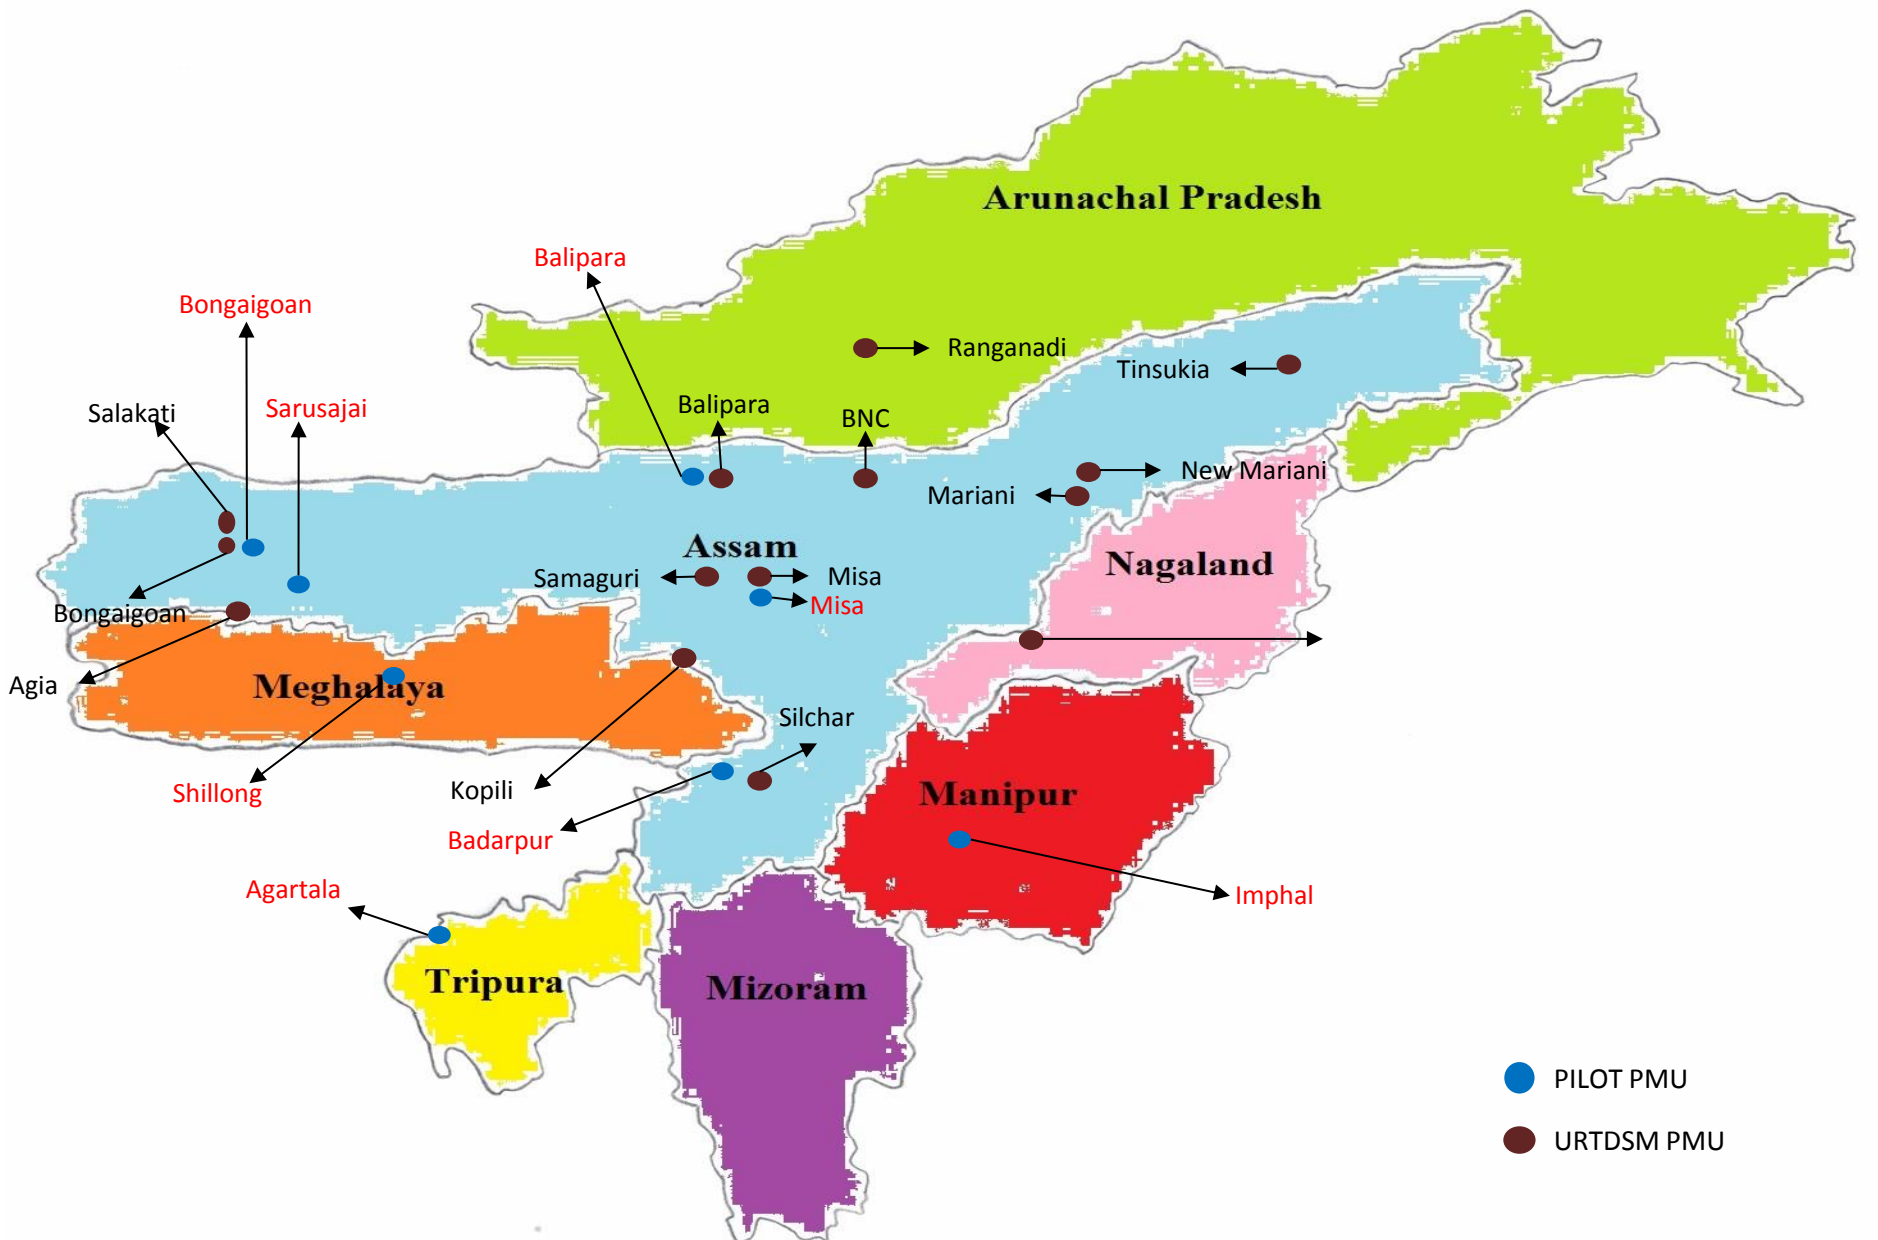 Arunachal Pradesh
Balipara
Bongaigoan
Ranganadi
Tinsukia
Salakati
Sarusajai
Balipara
BNC
New Mariani
Mariani
Assam
Nagaland
Samaguri
Misa
Misa
Bongaigoan
Agia
Meghalaya
Silchar
Shillong
Kopili
Manipur
Badarpur
Agartala
Imphal
Tripura
Mizoram
PILOT PMU
URTDSM PMU